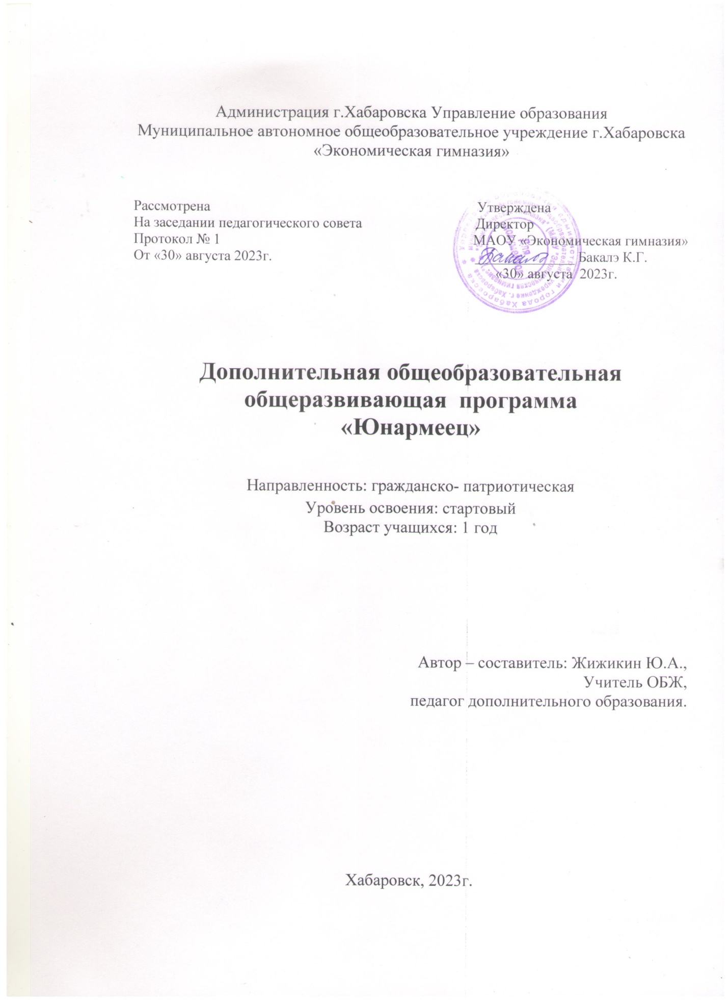 Администрация г.Хабаровска Управление образования
Муниципальное автономное общеобразовательное учреждение г.Хабаровска
«Экономическая гимназия»
Рассмотрена
На заседании педагогического совета
Протокол № 1
От «30» августа 2023г.
Утверждена
Директор
МАОУ «Экономическая гимназия»
Бакалэ К.Г.
«30» августа 2023г.
Дополнительная общеобразовательная
общеразвивающая программа
«Юнармеец»
Направленность: гражданско- патриотическая
Уровень освоения: стартовый
Возраст учащихся: 1 год
Автор – составитель: Жижикин Ю.А.,
Учитель ОБЖ,
педагог дополнительного образования.
Хабаровск, 2023г.